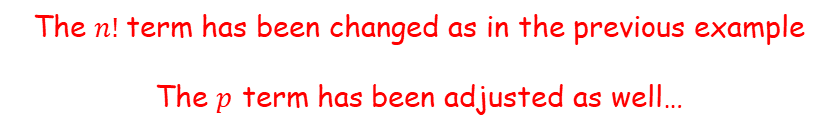 The n! term has been changed as in the previous example
The p term has been adjusted as well…